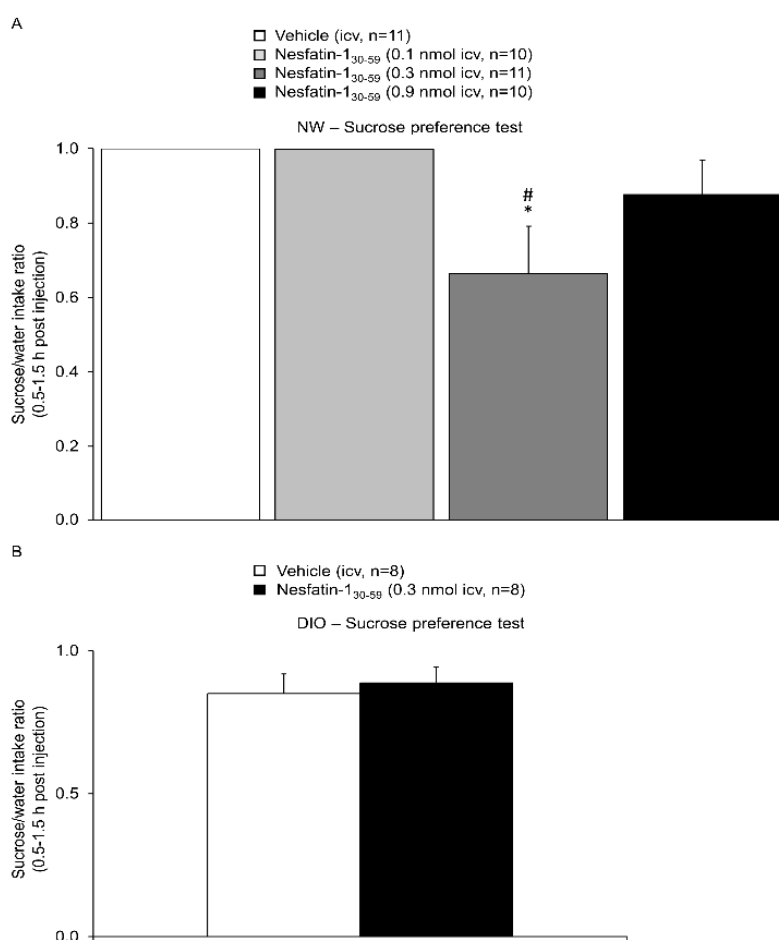 A
Vehicle (icv, n=11)
Nesfatin-1₃₀₋₅₉ (0.1 nmol icv, n=10)
Nesfatin-1₃₀₋₅₉ (0.3 nmol icv, n=11)
Nesfatin-1₃₀₋₅₉ (0.9 nmol icv, n=10)
NW – Sucrose preference test
Sucrose/water intake ratio
(0.5-1.5 h post injection)
1.0
0.8
0.6
0.4
0.2
0.0
#
*
B
Vehicle (icv, n=8)
Nesfatin-1₃₀₋₅₉ (0.3 nmol icv, n=8)
DIO – Sucrose preference test
Sucrose/water intake ratio
(0.5-1.5 h post injection)
1.0
0.5
0.0